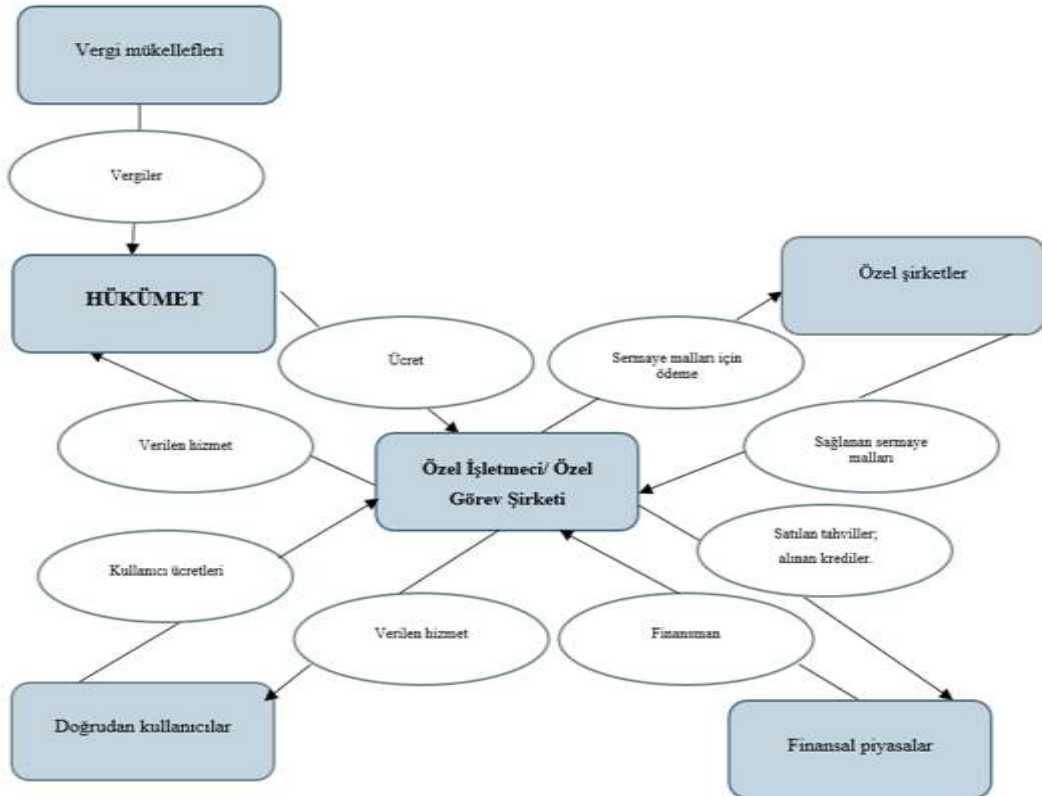 Vergi mükellefleri
Vergiler
HÜKÜMET
Özel şirketler
Ücret
Sermaye malları için
ödeme
Verilen hizmet
Özel İşletmeci/ Özel
Görev Şirketi
Sağlanan sermaye
malları
Kullanıcı ücretleri
Satılan tahviller;
alınan krediler.
Verilen hizmet
Finansman
Doğrudan kullanıcılar
Finansal piyasalar